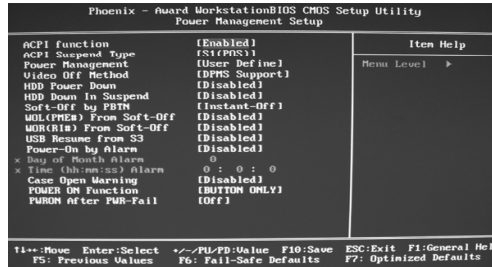 Phoenix - Award WorkstationBIOS CMOS Setup Utility
Power Management Setup
ACPI function [Enabled]
ACPI Suspend Type [S1(POS)]
Power Management [User Define]
Video Off Method [DPMS Support]
HDD Power Down [Disabled]
HDD Down In Suspend [Disabled]
Soft-Off by PBTN [Instant-Off]
WOL(PME#) From Soft-Off [Disabled]
WOR(RI#) From Soft-Off [Disabled]
USB Resume from S3 [Disabled]
Power-On by Alarm [Disabled]
x Day of Month Alarm 0
x Time (hh:mm:ss) Alarm 0 : 0 : 0
Case Open Warning [Disabled]
POWER ON Function [BUTTON ONLY]
PWRON After PWR-Fail [Off]
Item Help
Menu Level ▶
↑↓→←:Move Enter:Select +/-/PU/PD:Value F10:Save ESC:Exit F1:General Hel
F5: Previous Values F6: Fail-Safe Defaults F7: Optimized Defaults